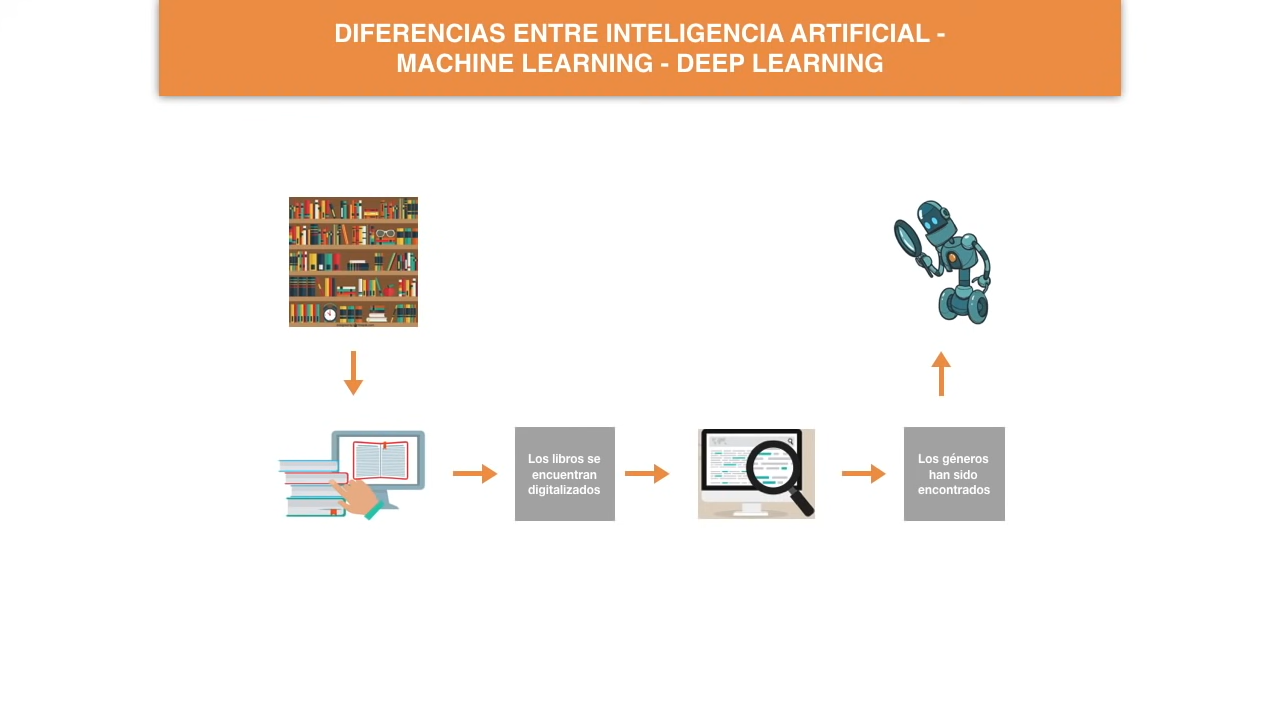 DIFERENCIAS ENTRE INTELIGENCIA ARTIFICIAL -
MACHINE LEARNING - DEEP LEARNING
Los libros se
encuentran
digitalizados
Los géneros
han sido
encontrados